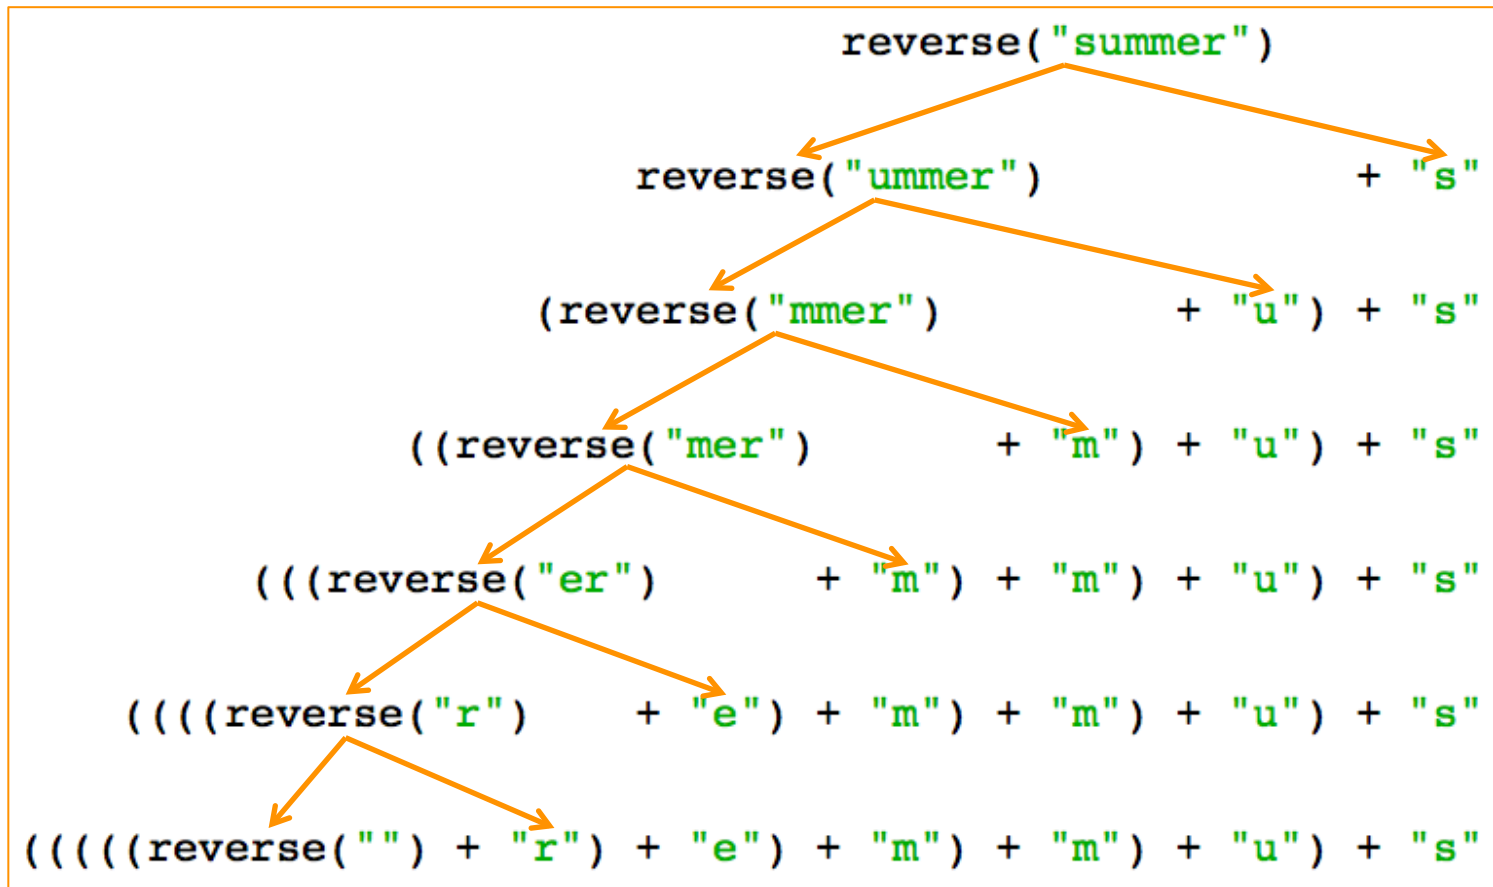 reverse("summer")
reverse("ummer") + "s"
(reverse("mmer") + "u") + "s"
((reverse("mer") + "m") + "u") + "s"
(((reverse("er") + "m") + "m") + "u") + "s"
((((reverse("r") + "e") + "m") + "m") + "u") + "s"
(((((reverse("") + "r") + "e") + "m") + "m") + "u") + "s"